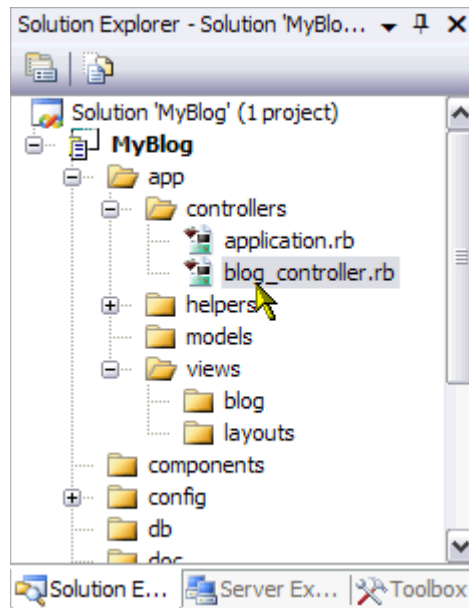 Solution Explorer - Solution 'MyBlo...
Solution 'MyBlog' (1 project)
MyBlog
app
controllers
application.rb
blog_controller.rb
helpers
models
views
blog
layouts
components
config
db
doc
Solution E... Server Ex... Toolbox